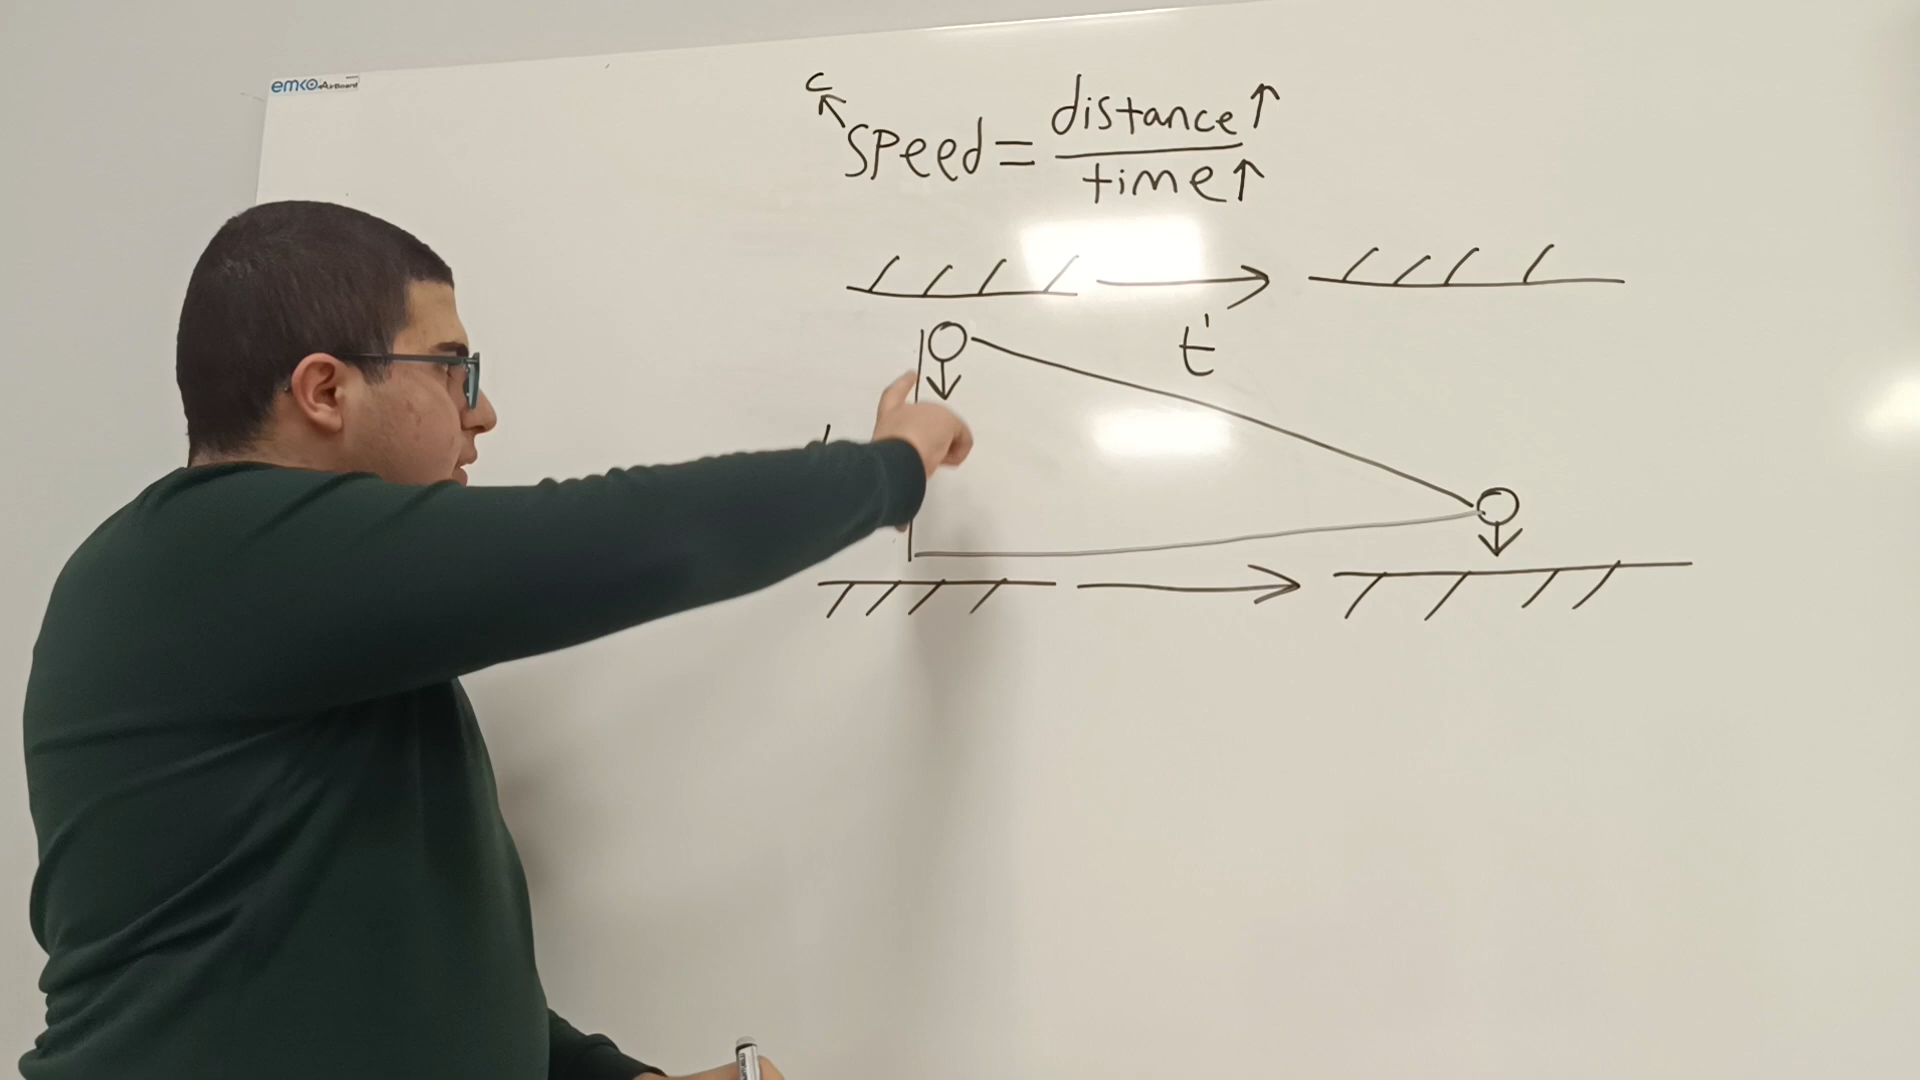 emko AirBoard
c
speed = distance↑
time↑
t'